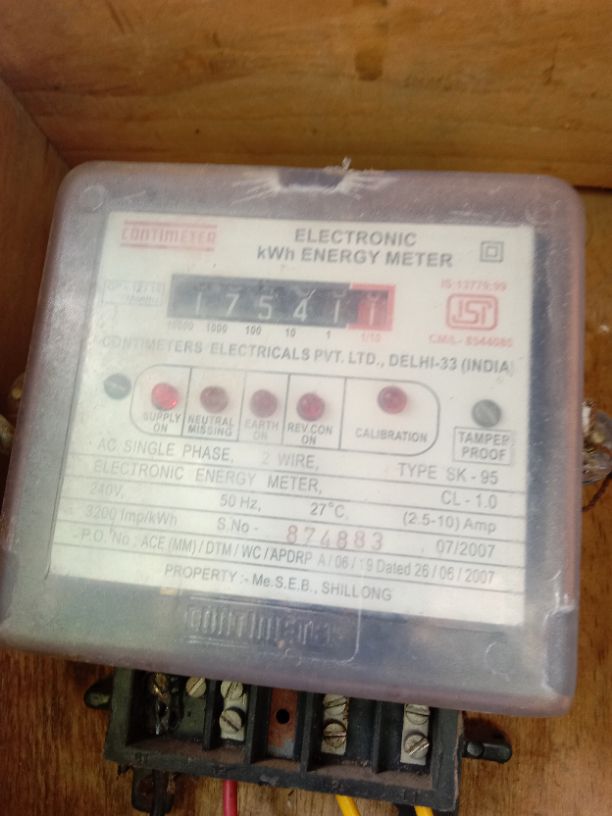 CONTIMETER
ELECTRONIC
kWh ENERGY METER
IS 13779:99
ISI
CM/L-
1 7 5 4 1 1
10000 1000 100 10 1 1/10
CONTIMETERS ELECTRICALS PVT. LTD., DELHI-33 (INDIA)
SUPPLY ON
NEUTRAL MISSING
EARTH ON
REV.CON ON
CALIBRATION
TAMPER PROOF
AC SINGLE PHASE, 2 WIRE, TYPE SK - 95
ELECTRONIC ENERGY METER, CL - 1.0
240V, 50 Hz, 27°C, (2.5-10) Amp
3200 Imp/kWh S.No - 874883 07/2007
P.O. No : ACE (MM) / DTM / WC / APDRP A / 06 / 19 Dated 26 / 06 / 2007
PROPERTY :- Me.S.E.B., SHILLONG